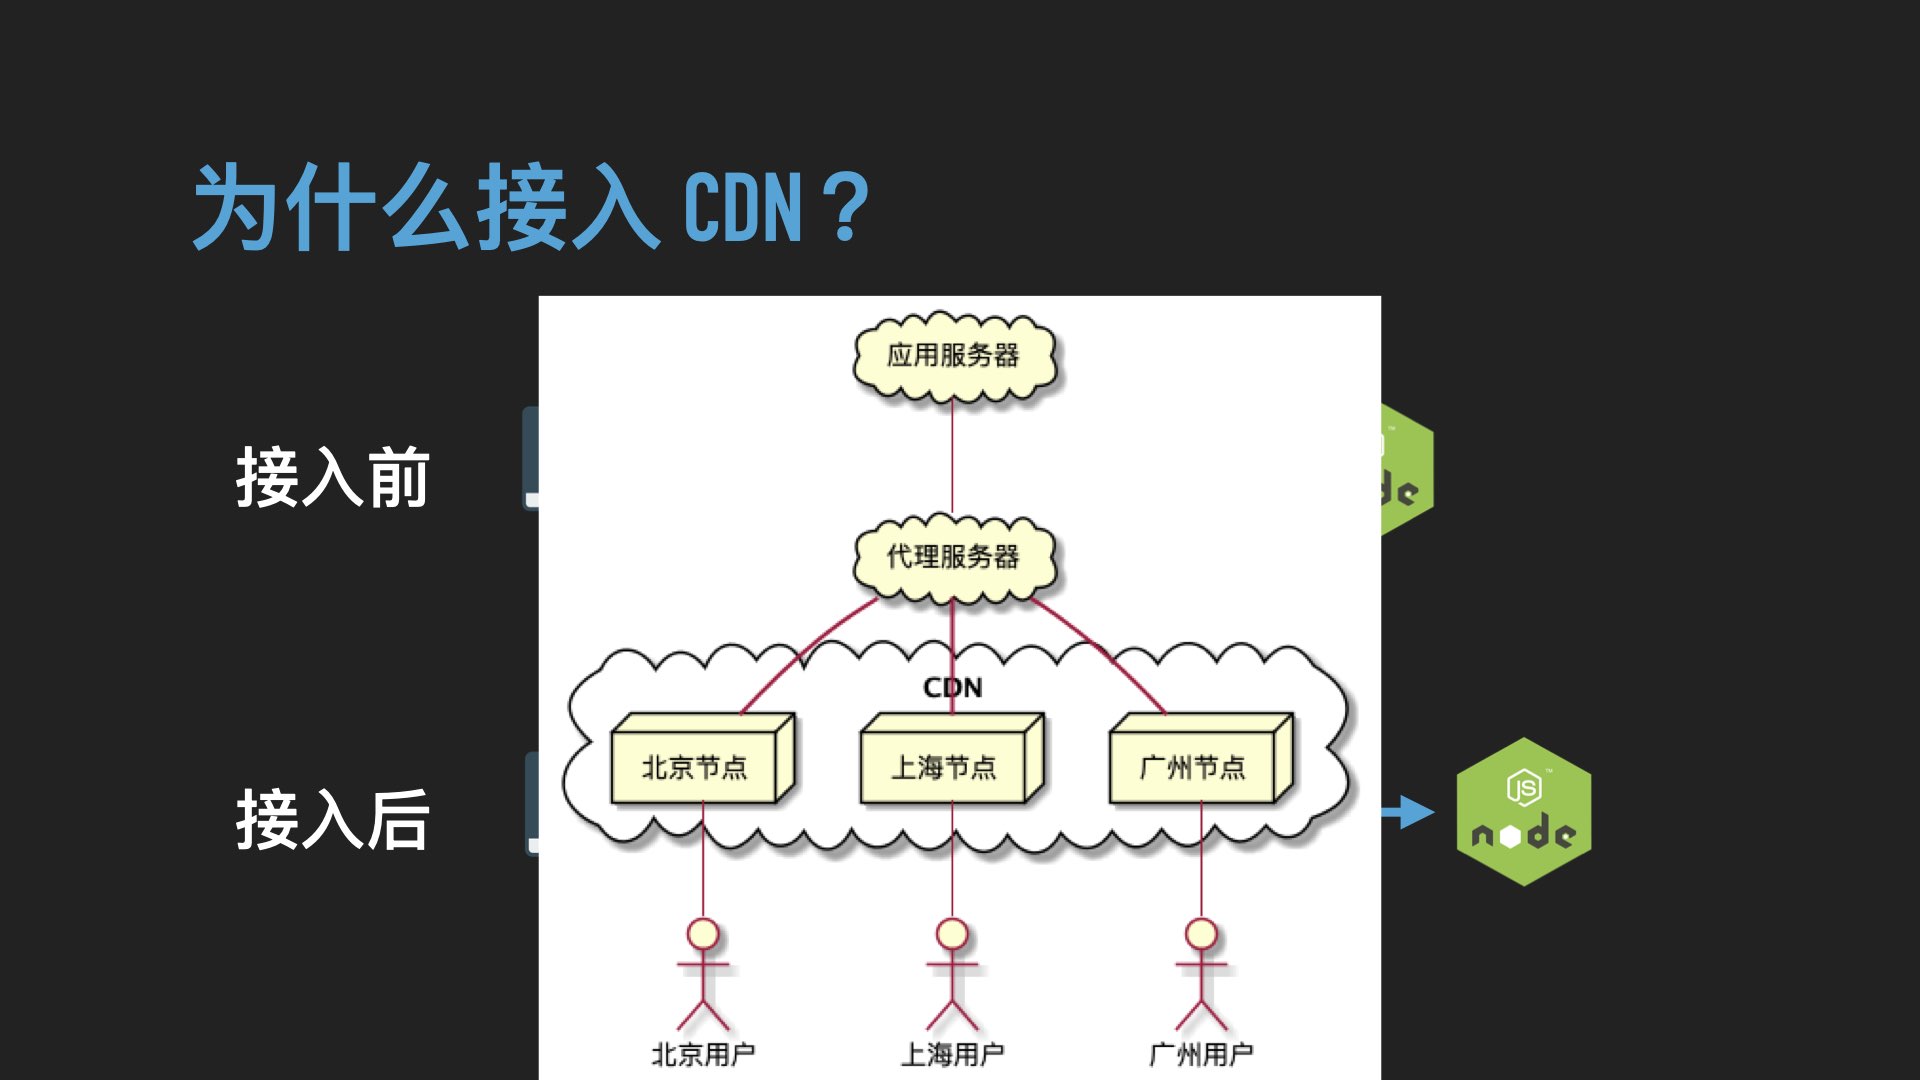 为什么接入 CDN？
应用服务器
接入前
de
代理服务器
CDN
北京节点 上海节点 广州节点
接入后
JS
node
北京用户 上海用户 广州用户